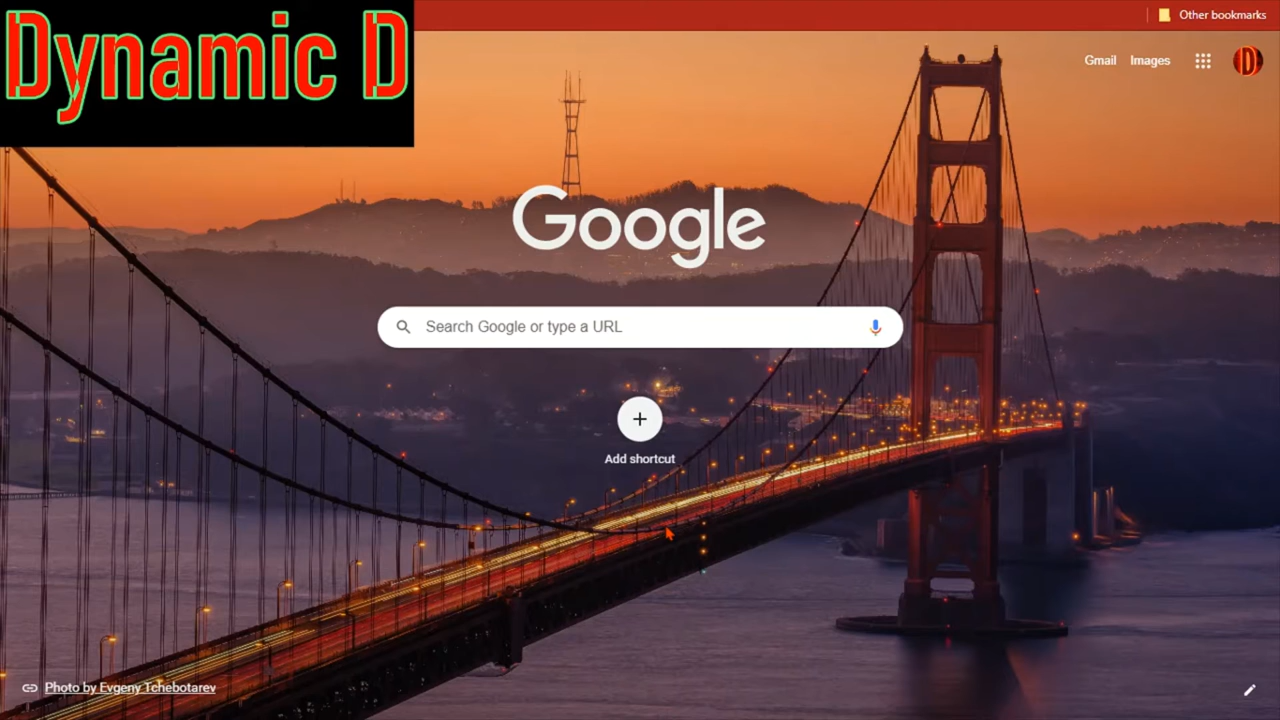 Dynamic D
Other bookmarks
Gmail
Images
D
Google
Search Google or type a URL
Add shortcut
Photo by Evgeny Tchebotarev